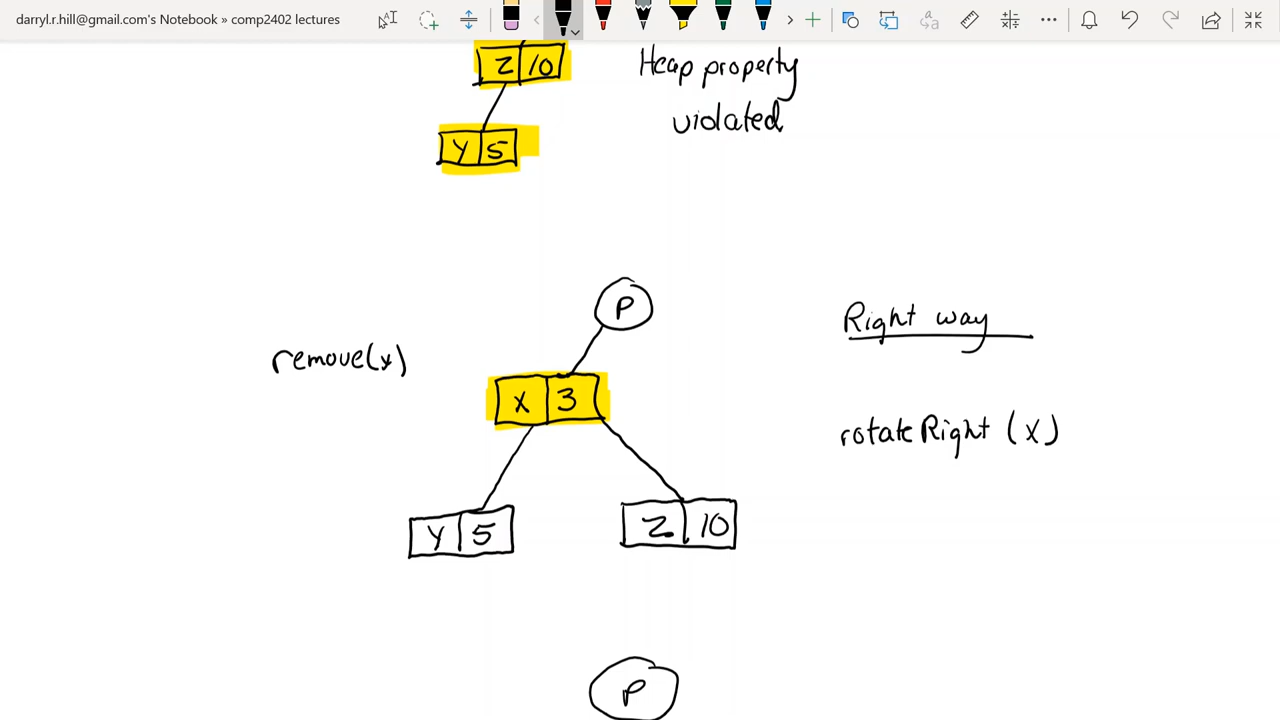 darryl.r.hill@gmail.com's Notebook » comp2402 lectures
Z 10
Heap property
violated
Y 5
P
Right way
remove(x)
X 3
rotateRight (X)
Y 5
Z 10
P